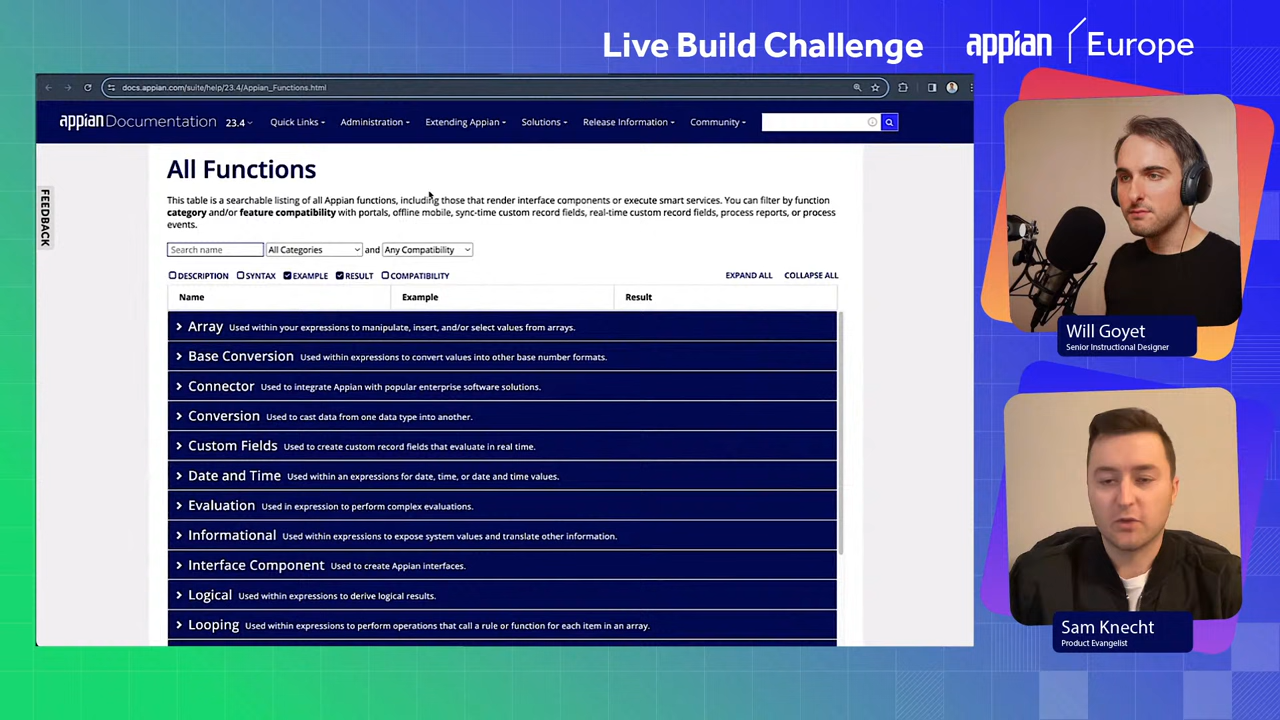 Live Build Challenge
appian Europe
docs.appian.com/suite/help/23.4/Appian_Functions.html
appian Documentation 23.4 Quick Links Administration Extending Appian Solutions Release Information Community
FEEDBACK
All Functions
This table is a searchable listing of all Appian functions, including those that render interface components or execute smart services. You can filter by function
category and/or feature compatibility with portals, offline mobile, sync-time custom record fields, real-time custom record fields, process reports, or process
events.
Search name All Categories and Any Compatibility
DESCRIPTION SYNTAX EXAMPLE RESULT COMPATIBILITY EXPAND ALL COLLAPSE ALL
Name Example Result
Array Used within your expressions to manipulate, insert, and/or select values from arrays.
Base Conversion Used within expressions to convert values into other base number formats.
Connector Used to integrate Appian with popular enterprise software solutions.
Conversion Used to cast data from one data type into another.
Custom Fields Used to create custom record fields that evaluate in real time.
Date and Time Used within an expressions for date, time, or date and time values.
Evaluation Used in expression to perform complex evaluations.
Informational Used within expressions to expose system values and translate other information.
Interface Component Used to create Appian interfaces.
Logical Used within expressions to derive logical results.
Looping Used within expressions to perform operations that call a rule or function for each item in an array.
Will Goyet
Senior Instructional Designer
Sam Knecht
Product Evangelist